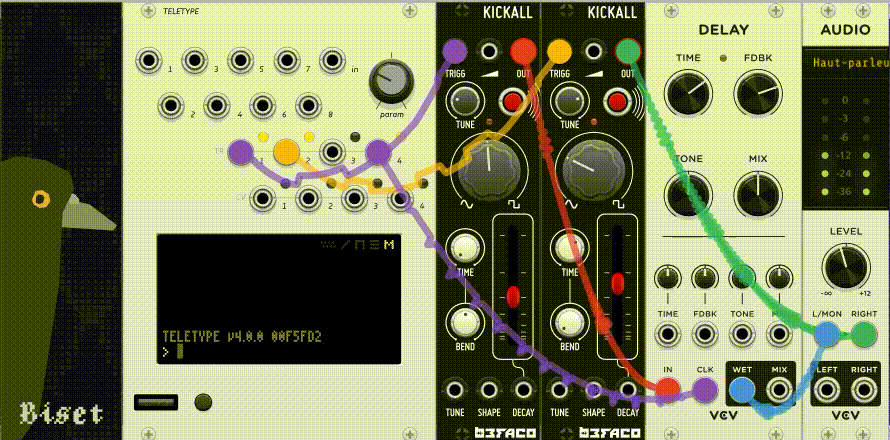 TELETYPE
1 3 5 7 in
2 4 6 8
param
TR 1 2 3 4
CV 1 2 3 4
M
TELETYPE V4.0.0 00F5FD2
>
Biset
KICKALL
TRIGG OUT
TUNE
TIME
BEND
TUNE SHAPE DECAY
BEFACO
KICKALL
TRIGG OUT
TUNE
TIME
BEND
TUNE SHAPE DECAY
BEFACO
DELAY
TIME FDBK
TONE MIX
TIME FDBK TONE
IN CLK WET MIX
VCV
AUDIO
Haut-parleu
0
-3
-6
-12
-24
-36
LEVEL
-∞ +12
L/MON RIGHT
LEFT RIGHT
VCV